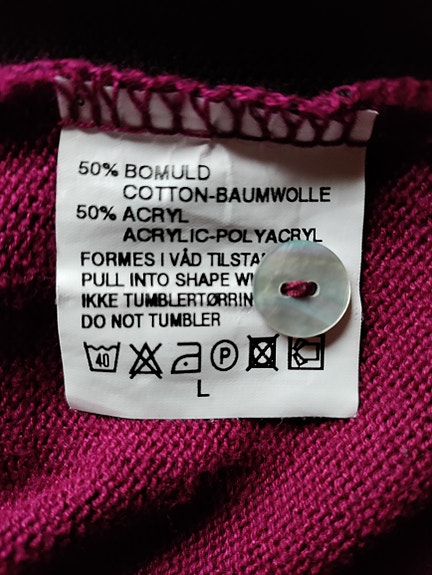 50% BOMULD
COTTON-BAUMWOLLE
50% ACRYL
ACRYLIC-POLYACRYL
FORMES I VÅD
PULL INTO SHAPE
IKKE
DO NOT TUMBLER
40 P
L